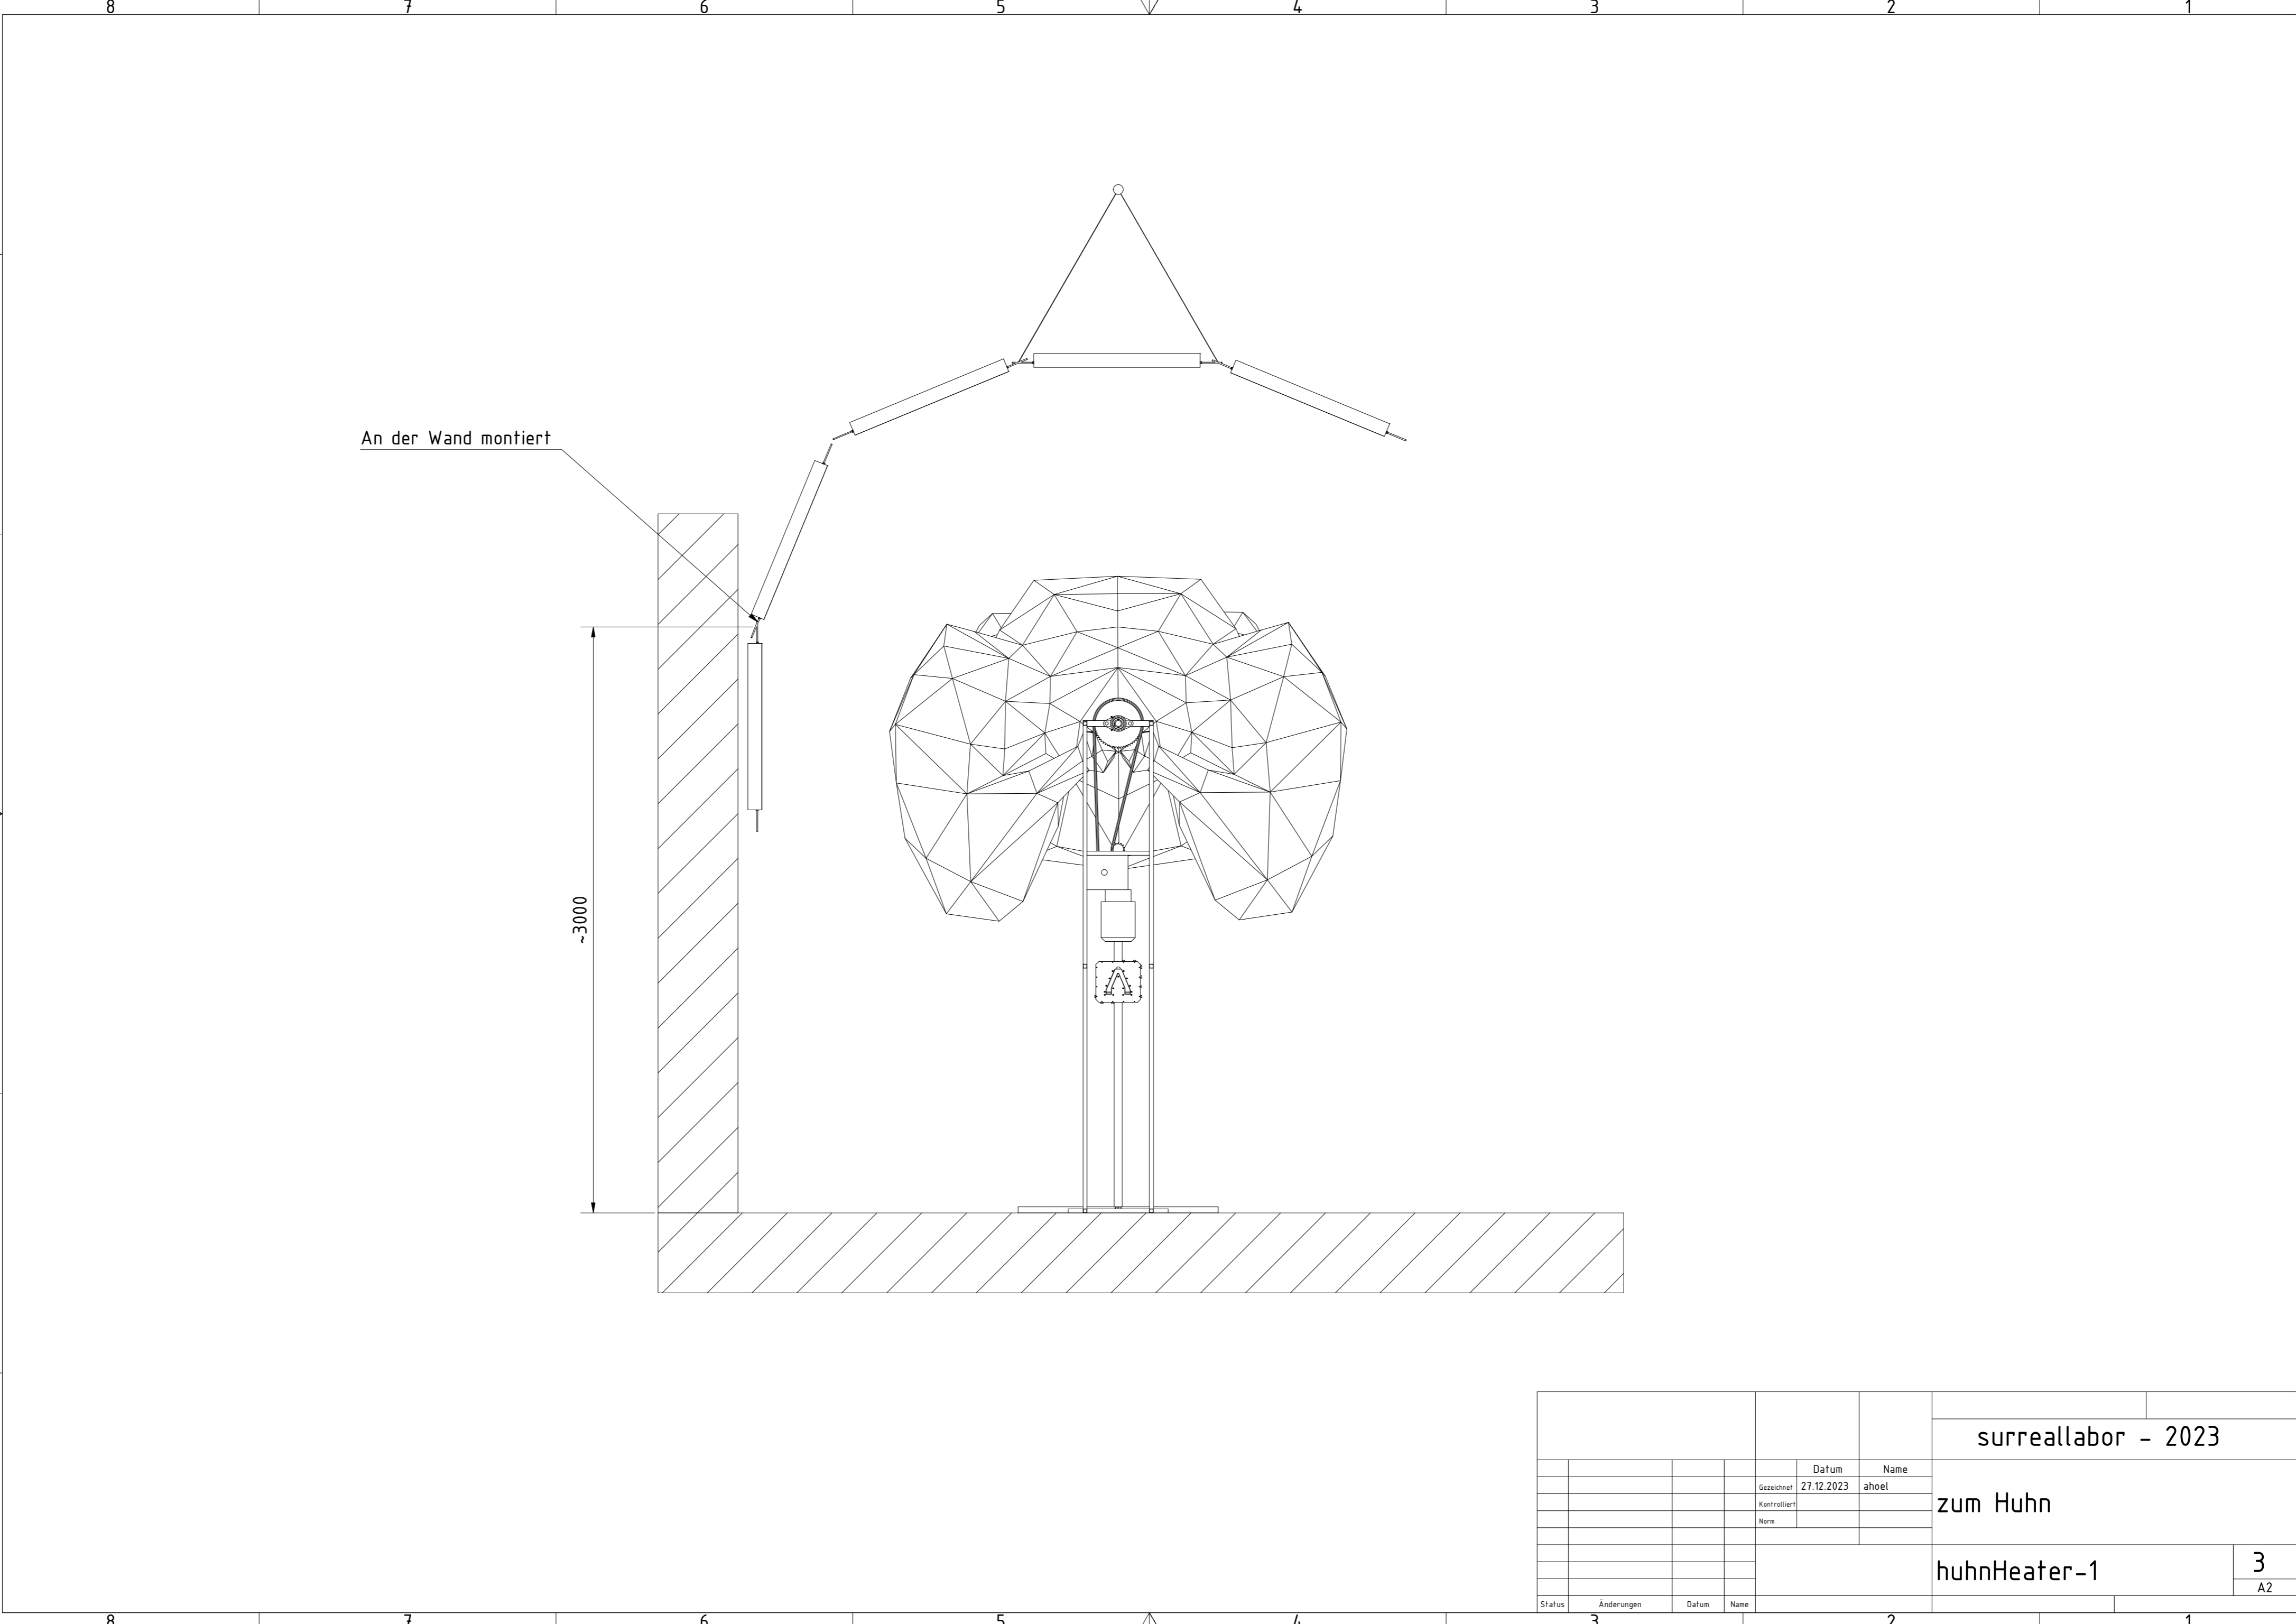 8 7 6 5 4 3 2 1
An der Wand montiert
~3000
surreallabor - 2023
Datum Name
Gezeichnet 27.12.2023 ahoel
Kontrolliert
Norm
zum Huhn
huhnHeater-1
3
A2
Status Änderungen Datum Name
8 7 6 5 4 3 2 1